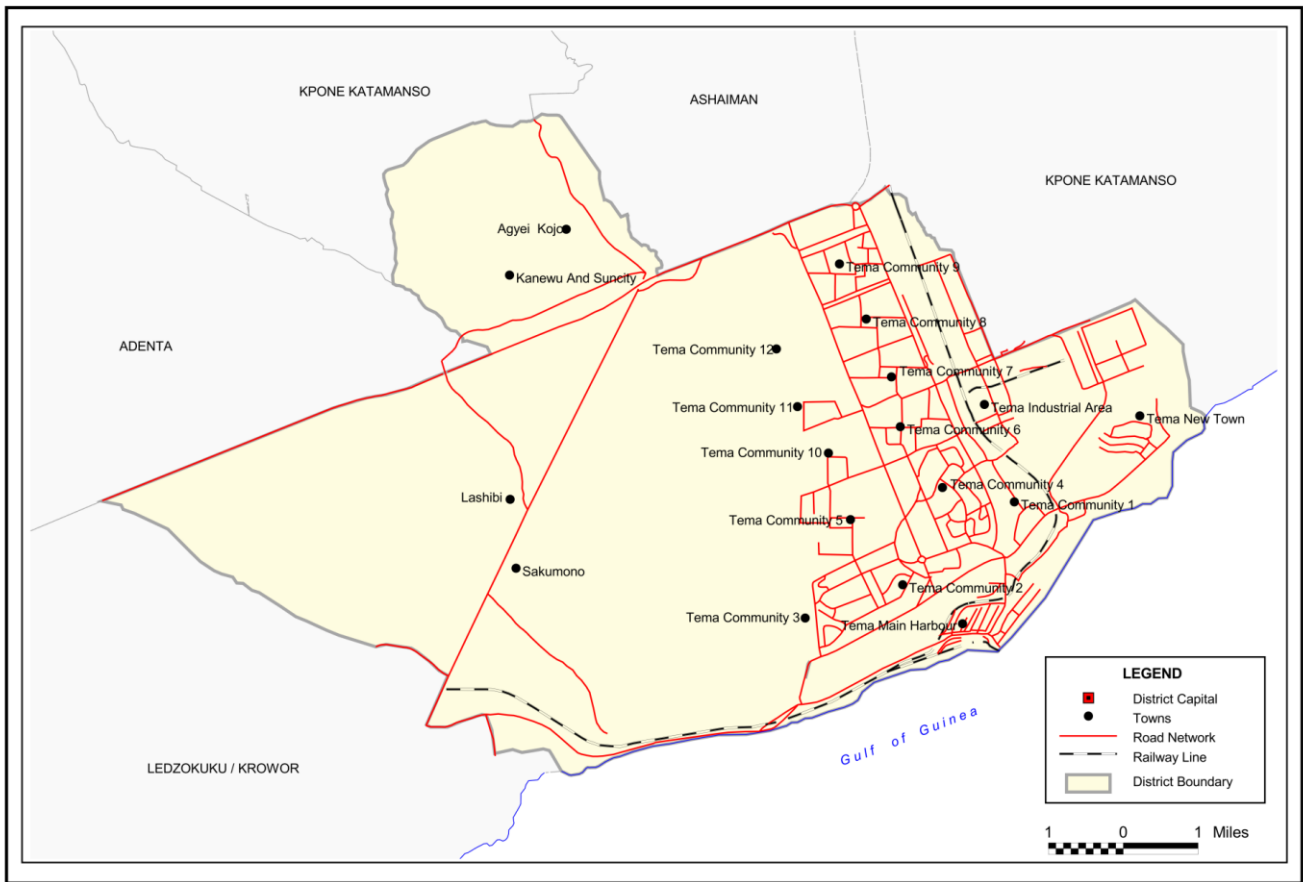 KPONE KATAMANSO
ASHAIMAN
KPONE KATAMANSO
Agyei Kojo
Tema Community 9
Kanewu And Suncity
Tema Community 8
ADENTA
Tema Community 12
Tema Community 7
Tema Community 11
Tema Industrial Area
Tema New Town
Tema Community 6
Tema Community 10
Tema Community 4
Lashibi
Tema Community 1
Tema Community 5
Sakumono
Tema Community 2
Tema Community 3
Tema Main Harbour
Gulf of Guinea
LEDZOKUKU / KROWOR
LEGEND
District Capital
Towns
Road Network
Railway Line
District Boundary
1 0 1 Miles